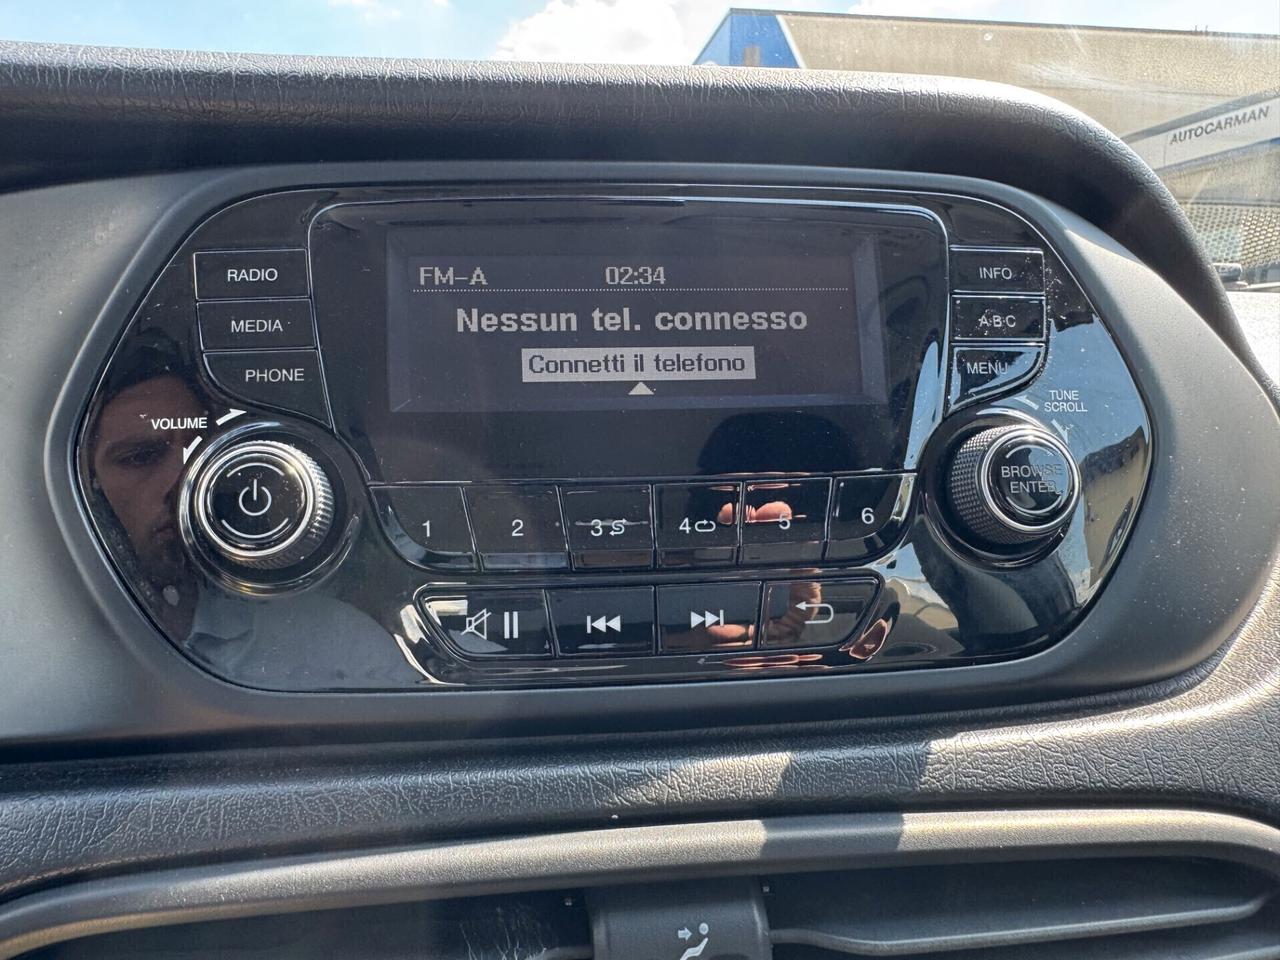 AUTOCARMAN
RADIO
MEDIA
PHONE
VOLUME
FM-A 02:34
Nessun tel. connesso
Connetti il telefono
INFO
A·B·C
MENU
TUNE
SCROLL
BROWSE
ENTER
1 2 3 4 5 6